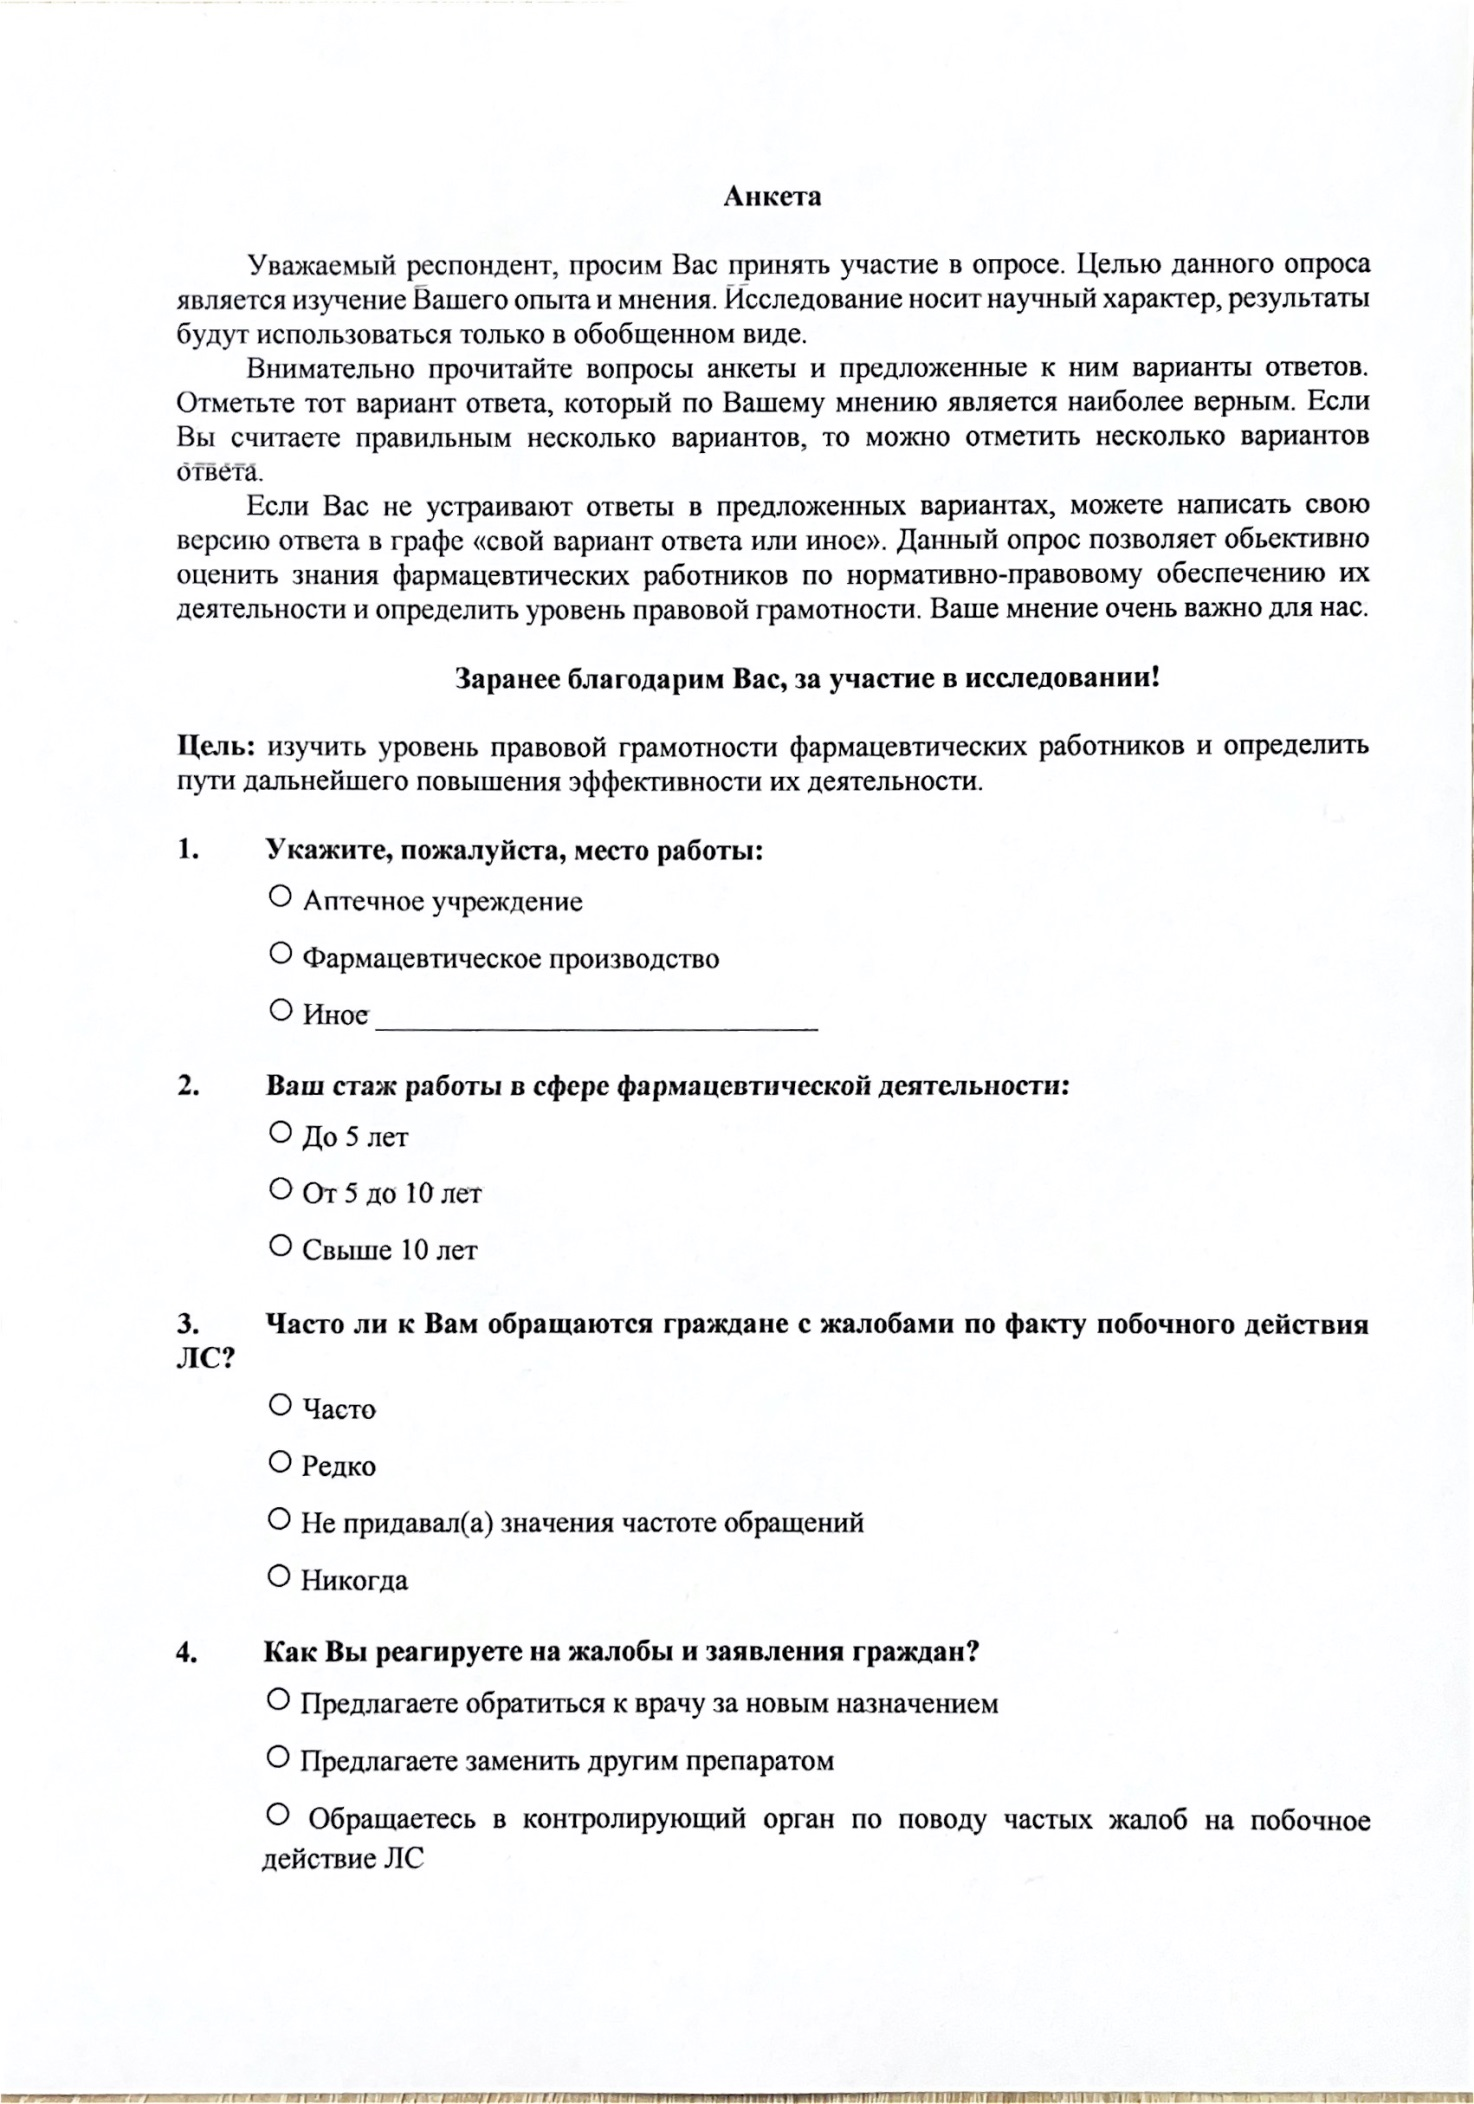 Анкета
Уважаемый респондент, просим Вас принять участие в опросе. Целью данного опроса
является изучение Вашего опыта и мнения. Исследование носит научный характер, результаты
будут использоваться только в обобщенном виде.
Внимательно прочитайте вопросы анкеты и предложенные к ним варианты ответов.
Отметьте тот вариант ответа, который по Вашему мнению является наиболее верным. Если
Вы считаете правильным несколько вариантов, то можно отметить несколько вариантов
ответа.
Если Вас не устраивают ответы в предложенных вариантах, можете написать свою
версию ответа в графе «свой вариант ответа или иное». Данный опрос позволяет обьективно
оценить знания фармацевтических работников по нормативно-правовому обеспечению их
деятельности и определить уровень правовой грамотности. Ваше мнение очень важно для нас.
Заранее благодарим Вас, за участие в исследовании!
Цель: изучить уровень правовой грамотности фармацевтических работников и определить
пути дальнейшего повышения эффективности их деятельности.
1. Укажите, пожалуйста, место работы:
Аптечное учреждение
Фармацевтическое производство
Иное
2. Ваш стаж работы в сфере фармацевтической деятельности:
До 5 лет
От 5 до 10 лет
Свыше 10 лет
3. Часто ли к Вам обращаются граждане с жалобами по факту побочного действия
ЛС?
Часто
Редко
Не придавал(а) значения частоте обращений
Никогда
4. Как Вы реагируете на жалобы и заявления граждан?
Предлагаете обратиться к врачу за новым назначением
Предлагаете заменить другим препаратом
Обращаетесь в контролирующий орган по поводу частых жалоб на побочное
действие ЛС